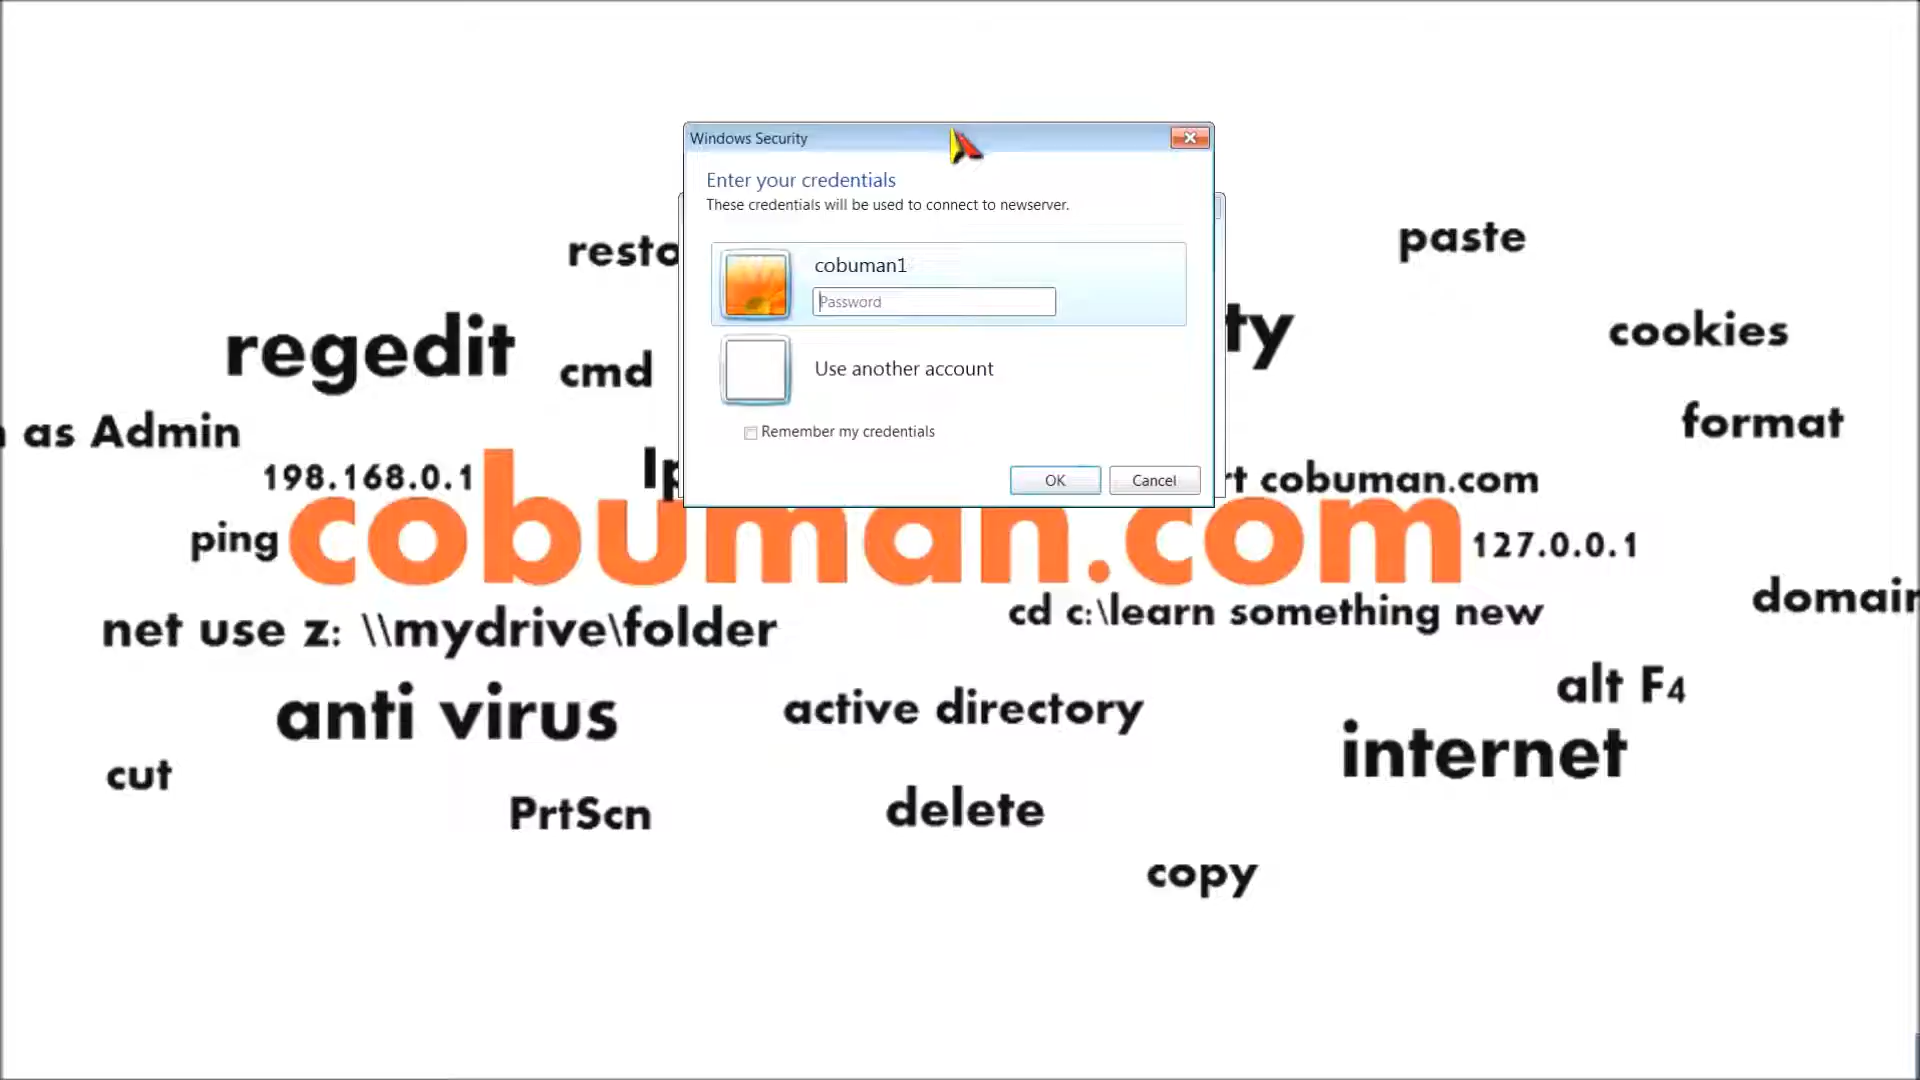 Windows Security
Enter your credentials
These credentials will be used to connect to newserver.
cobuman1
Password
Use another account
Remember my credentials
OK
Cancel
paste
cookies
regedit
cmd
as Admin
format
198.168.0.1
cobuman.com
ping
cobuman.com
127.0.0.1
net use z: \\mydrive\folder
cd c:\learn something new
anti virus
active directory
alt F4
internet
cut
PrtScn
delete
copy